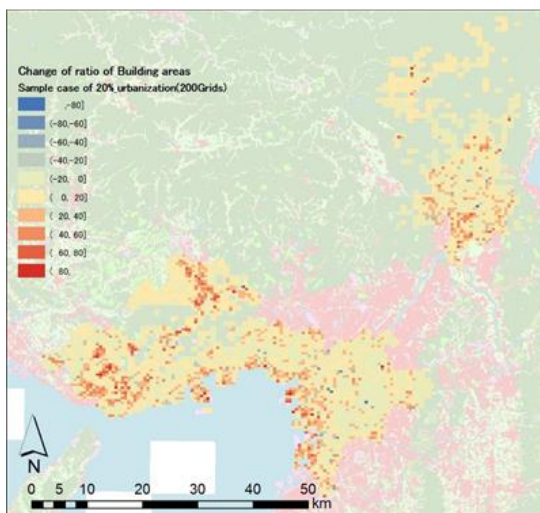 Change of ratio of Building areas
Sample case of 20% urbanization(200Grids)
,-80]
(-80,-60]
(-60,-40]
(-40,-20]
(-20, 0]
( 0, 20]
( 20, 40]
( 40, 60]
( 60, 80]
( 80,
N
0 5 10 20 30 40 50
km